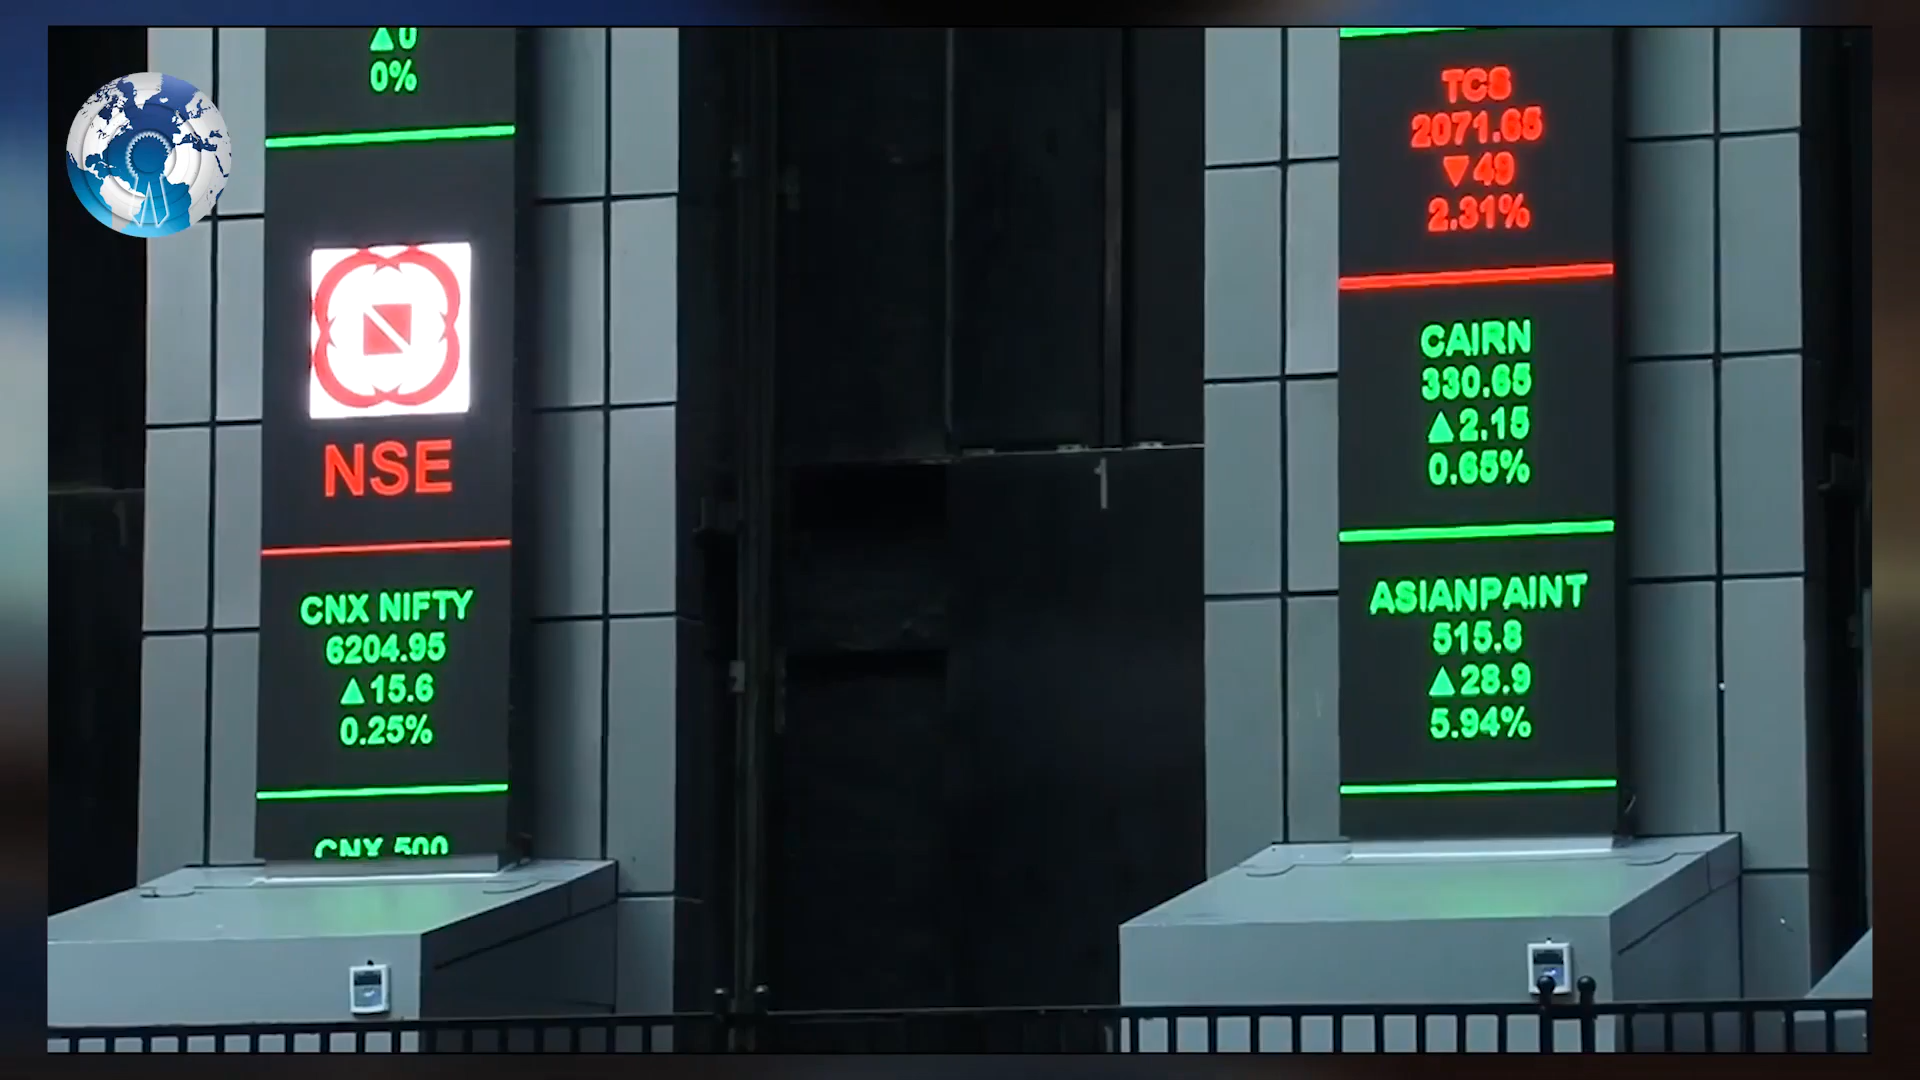 ▲0
0%
NSE
CNX NIFTY
6204.95
▲15.6
0.25%
CNX 500
TCS
2071.65
▼49
2.31%
CAIRN
330.65
▲2.15
0.65%
ASIANPAINT
515.8
▲28.9
5.94%